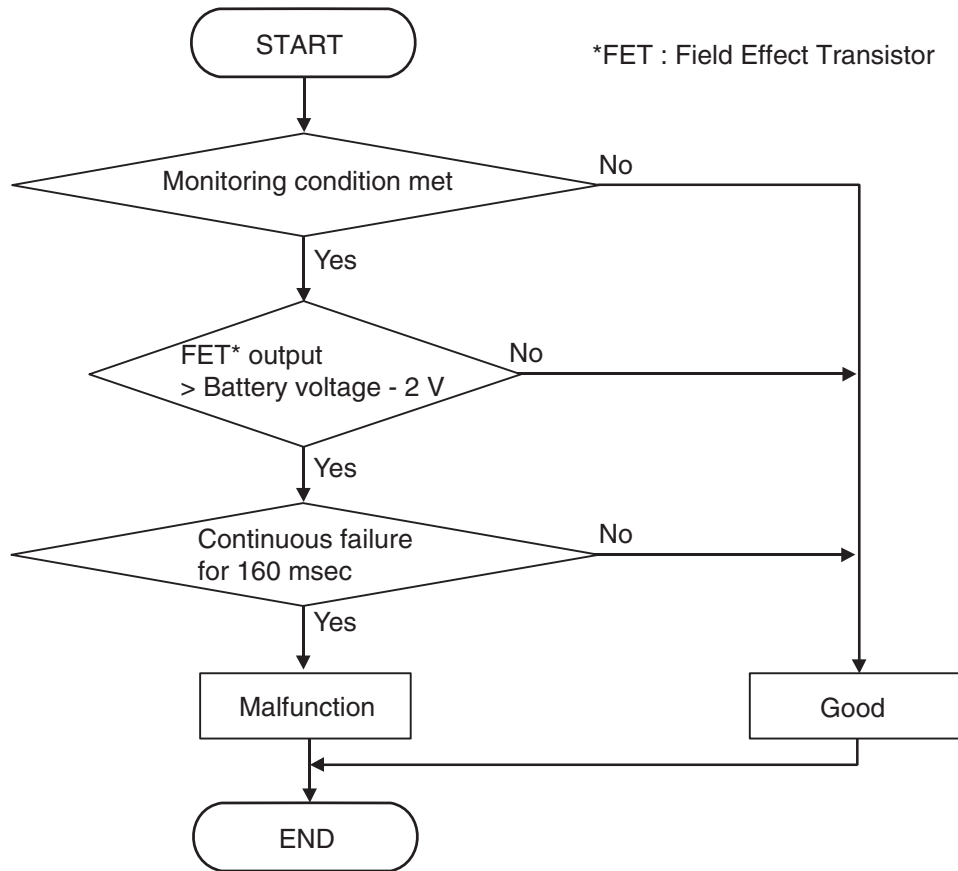 START
*FET : Field Effect Transistor
Monitoring condition met
No
Yes
FET* output
> Battery voltage - 2 V
No
Yes
Continuous failure
for 160 msec
No
Yes
Malfunction
Good
END